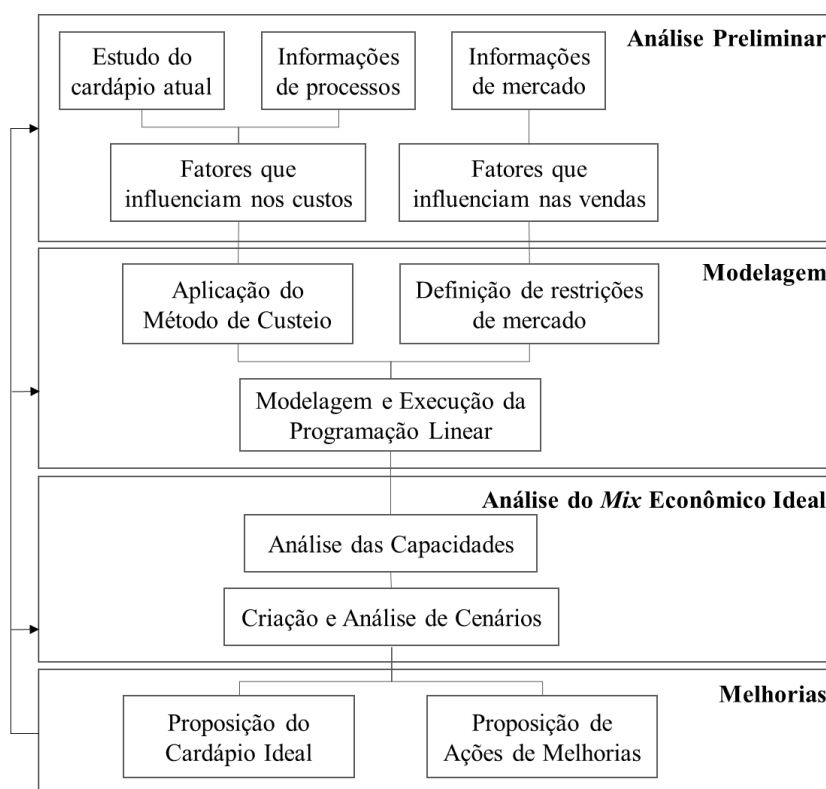 Análise Preliminar
Estudo do
cardápio atual
Informações
de processos
Informações
de mercado
Fatores que
influenciam nos custos
Fatores que
influenciam nas vendas
Modelagem
Aplicação do
Método de Custeio
Definição de restrições
de mercado
Modelagem e Execução da
Programação Linear
Análise do Mix Econômico Ideal
Análise das Capacidades
Criação e Análise de Cenários
Melhorias
Proposição do
Cardápio Ideal
Proposição de
Ações de Melhorias